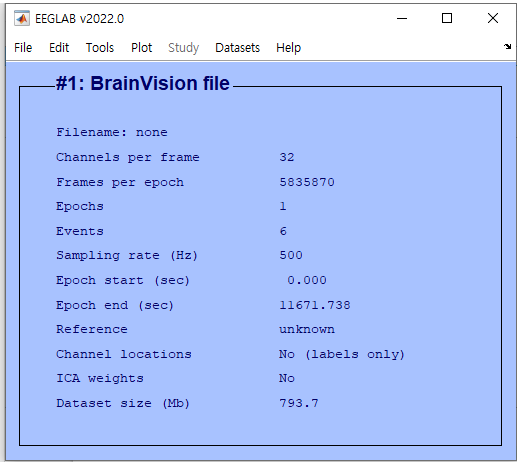 EEGLAB v2022.0
File Edit Tools Plot Study Datasets Help
#1: BrainVision file
Filename: none
Channels per frame 32
Frames per epoch 5835870
Epochs 1
Events 6
Sampling rate (Hz) 500
Epoch start (sec) 0.000
Epoch end (sec) 11671.738
Reference unknown
Channel locations No (labels only)
ICA weights No
Dataset size (Mb) 793.7